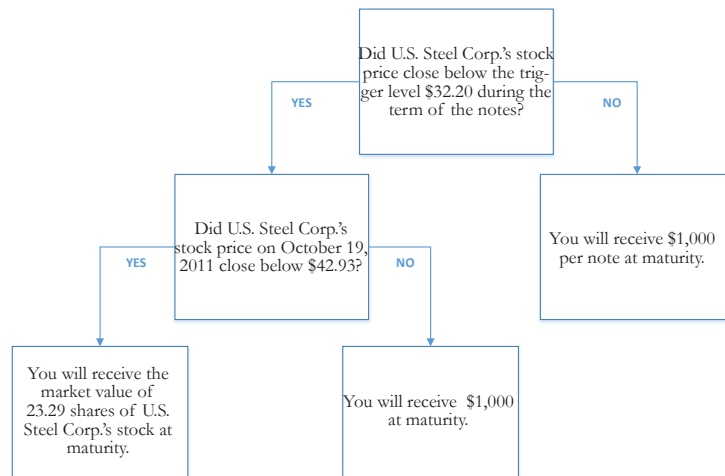 Did U.S. Steel Corp.'s stock
price close below the trig-
ger level $32.20 during the
term of the notes?
YES
NO
Did U.S. Steel Corp.'s
stock price on October 19,
2011 close below $42.93?
You will receive $1,000
per note at maturity.
YES
NO
You will receive the
market value of
23.29 shares of U.S.
Steel Corp.'s stock at
maturity.
You will receive $1,000
at maturity.